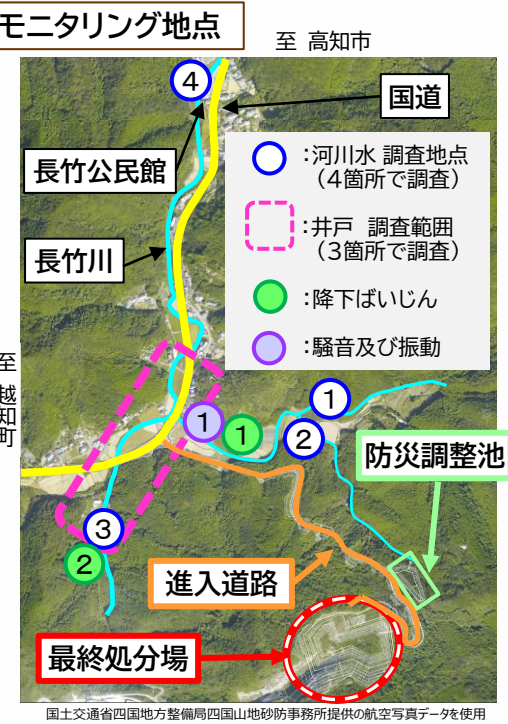 モニタリング地点
至 高知市
④
国道
長竹公民館
：河川水 調査地点
（4箇所で調査）
：井戸 調査範囲
（3箇所で調査）
長竹川
：降下ばいじん
：騒音及び振動
至 越知町
①
①
①
②
防災調整池
③
②
進入道路
最終処分場
国土交通省四国地方整備局四国山地砂防事務所提供の航空写真データを使用